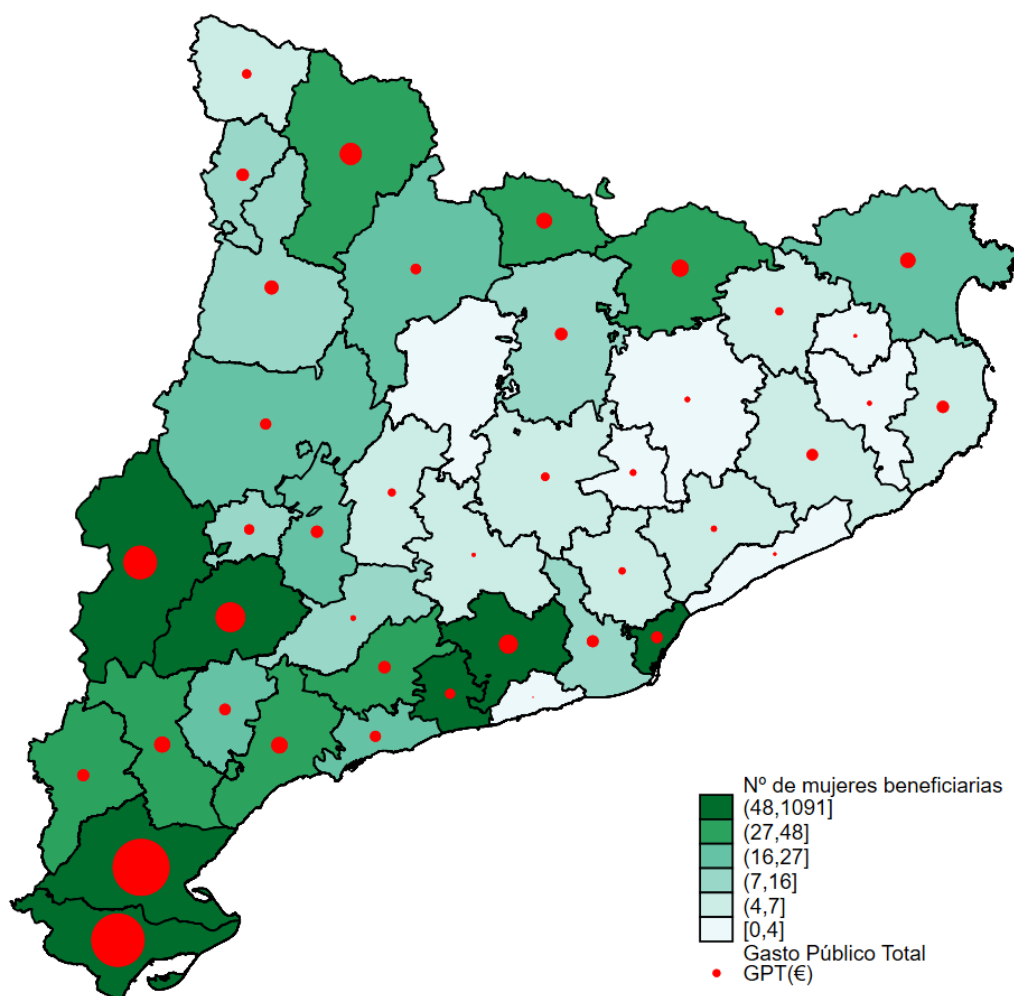 Nº de mujeres beneficiarias
(48,1091]
(27,48]
(16,27]
(7,16]
(4,7]
[0,4]
Gasto Público Total
GPT(€)